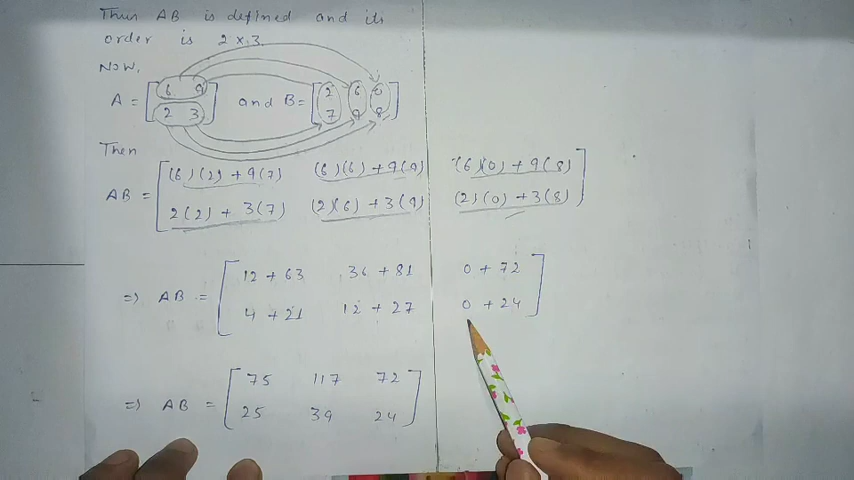 Thus AB is defined and its
order is 2 × 3.
Now,
A = [ 6 9 ] and B = [ 2 6 0 ]
[ 2 3 ] [ 7 9 8 ]
Then
AB = [ (6)(2) + 9(7) (6)(6) + 9(9) (6)(0) + 9(8) ]
[ 2(2) + 3(7) (2)(6) + 3(9) (2)(0) + 3(8) ]
⇒ AB = [ 12 + 63 36 + 81 0 + 72 ]
[ 4 + 21 12 + 27 0 + 24 ]
⇒ AB = [ 75 117 72 ]
[ 25 39 24 ]